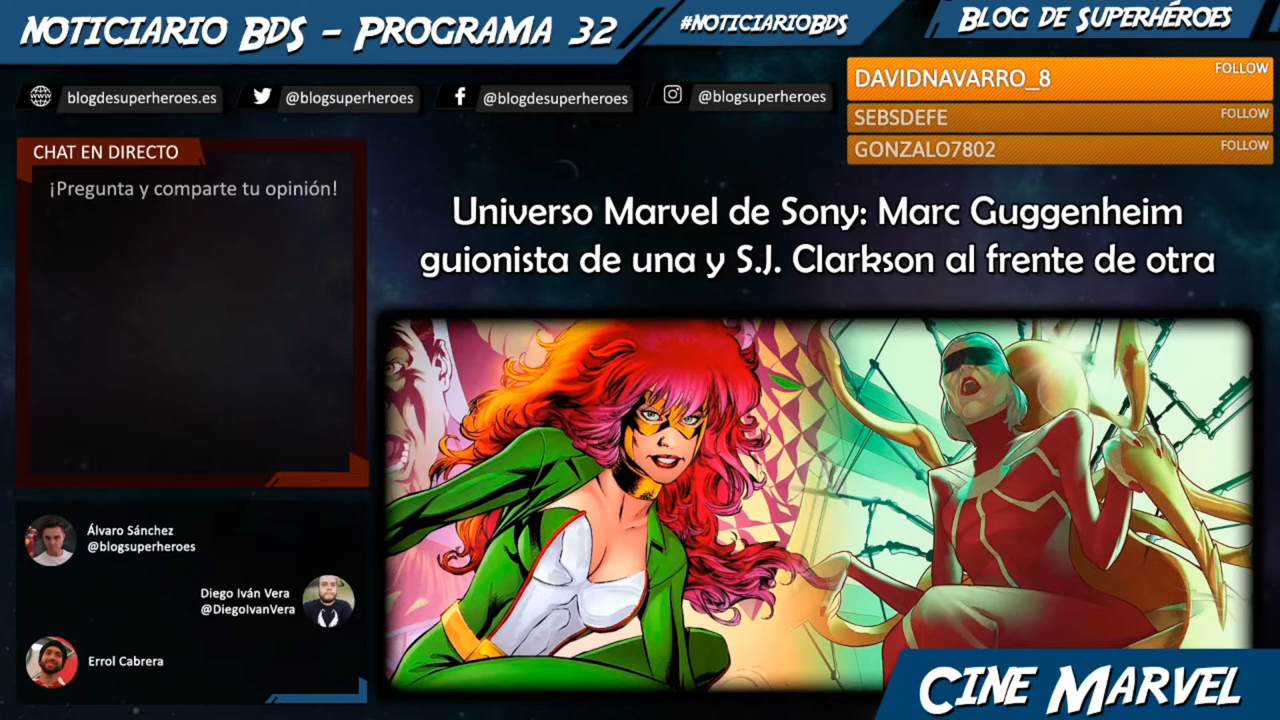 NOTICIARIO BDS - PROGRAMA 32
#NOTICIARIOBDS
BLOG DE SUPERHÉROES
blogdesuperheroes.es
@blogsuperheroes
@blogdesuperheroes
@blogsuperheroes
DAVIDNAVARRO_8 FOLLOW
SEBSDEFE FOLLOW
GONZALO7802 FOLLOW
CHAT EN DIRECTO
¡Pregunta y comparte tu opinión!
Universo Marvel de Sony: Marc Guggenheim
guionista de una y S.J. Clarkson al frente de otra
Álvaro Sánchez
@blogsuperheroes
Diego Iván Vera
@DiegoIvanVera
Errol Cabrera
CINE MARVEL